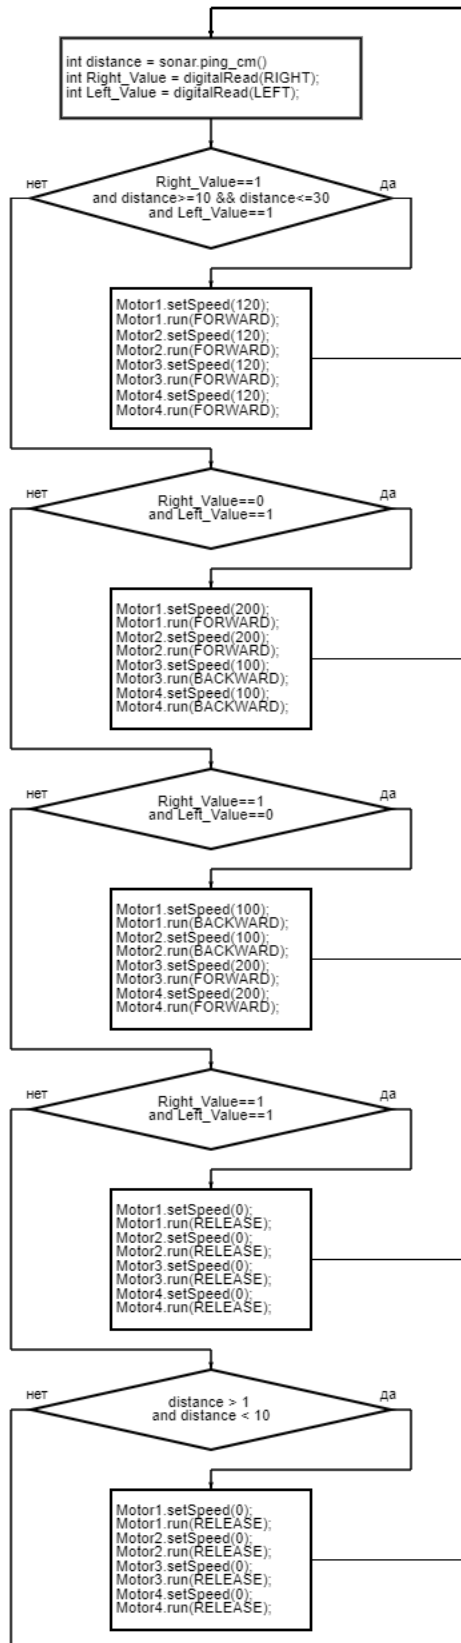 int distance = sonar.ping_cm()
int Right_Value = digitalRead(RIGHT);
int Left_Value = digitalRead(LEFT);
нет
да
Right_Value==1
and distance>=10 && distance<=30
and Left_Value==1
Motor1.setSpeed(120);
Motor1.run(FORWARD);
Motor2.setSpeed(120);
Motor2.run(FORWARD);
Motor3.setSpeed(120);
Motor3.run(FORWARD);
Motor4.setSpeed(120);
Motor4.run(FORWARD);
нет
да
Right_Value==0
and Left_Value==1
Motor1.setSpeed(200);
Motor1.run(FORWARD);
Motor2.setSpeed(200);
Motor2.run(FORWARD);
Motor3.setSpeed(100);
Motor3.run(BACKWARD);
Motor4.setSpeed(100);
Motor4.run(BACKWARD);
нет
да
Right_Value==1
and Left_Value==0
Motor1.setSpeed(100);
Motor1.run(BACKWARD);
Motor2.setSpeed(100);
Motor2.run(BACKWARD);
Motor3.setSpeed(200);
Motor3.run(FORWARD);
Motor4.setSpeed(200);
Motor4.run(FORWARD);
нет
да
Right_Value==1
and Left_Value==1
Motor1.setSpeed(0);
Motor1.run(RELEASE);
Motor2.setSpeed(0);
Motor2.run(RELEASE);
Motor3.setSpeed(0);
Motor3.run(RELEASE);
Motor4.setSpeed(0);
Motor4.run(RELEASE);
нет
да
distance > 1
and distance < 10
Motor1.setSpeed(0);
Motor1.run(RELEASE);
Motor2.setSpeed(0);
Motor2.run(RELEASE);
Motor3.setSpeed(0);
Motor3.run(RELEASE);
Motor4.setSpeed(0);
Motor4.run(RELEASE);